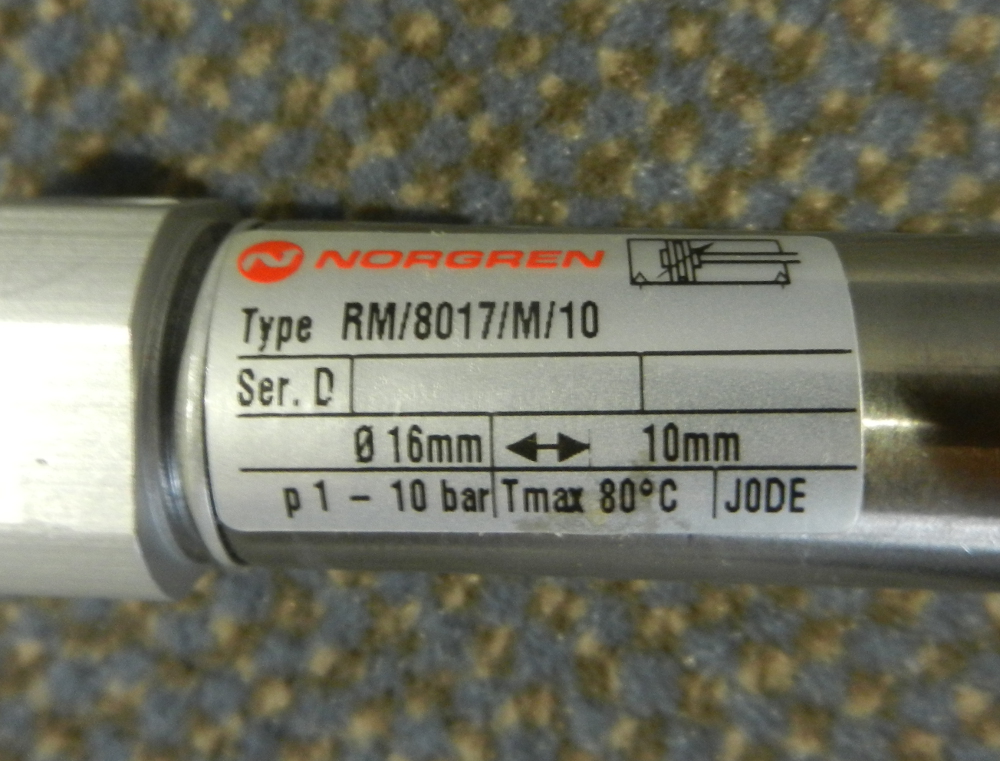 NORGREN
Type RM/8017/M/10
Ser. D
Ø 16mm 10mm
p 1 - 10 bar Tmax 80°C J0DE